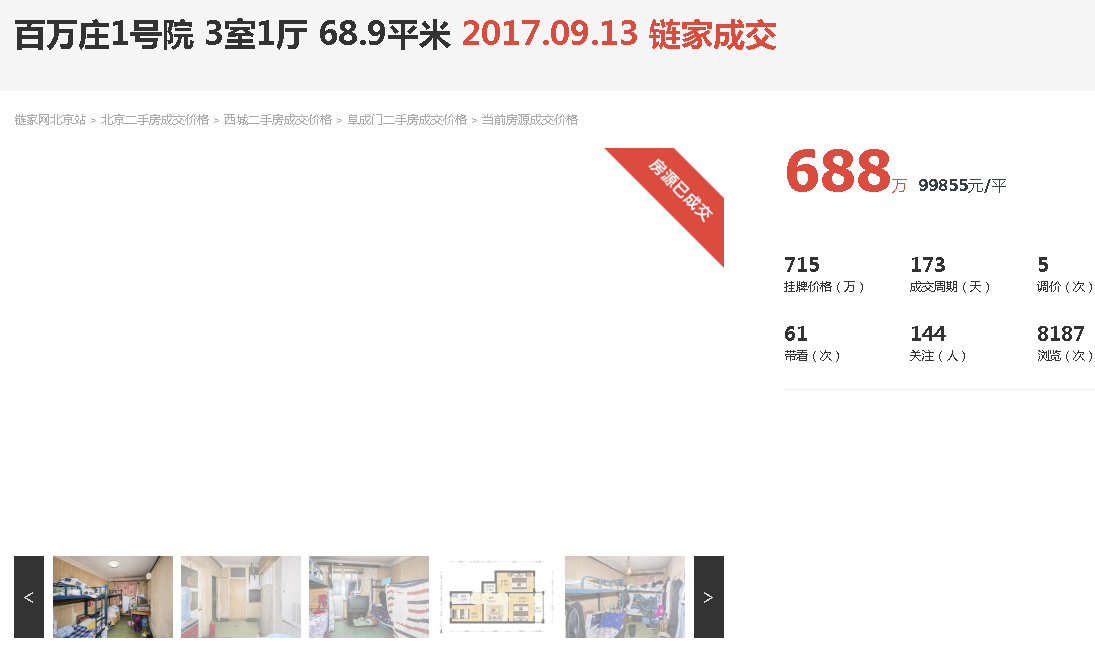 百万庄1号院 3室1厅 68.9平米 2017.09.13 链家成交
链家网北京站 > 北京二手房成交价格 > 西城二手房成交价格 > 阜成门二手房成交价格 > 当前房源成交价格
房源已成交
688万 99855元/平
715 173 5
挂牌价格（万） 成交周期（天） 调价（次）
61 144 8187
带看（次） 关注（人） 浏览（次）
< >